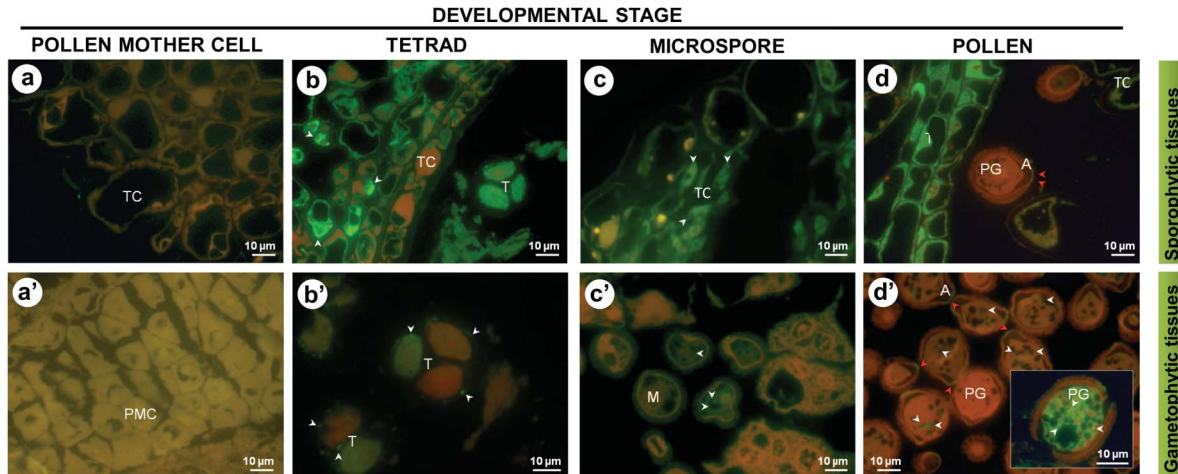 DEVELOPMENTAL STAGE
POLLEN MOTHER CELL TETRAD MICROSPORE POLLEN
a TC 10 µm
b TC T 10 µm
c TC 10 µm
d TC PG A 10 µm
Sporophytic tissues
a’ PMC 10 µm
b’ T T T 10 µm
c’ M 10 µm
d’ A PG PG 10 µm 10 µm
Gametophytic tissues